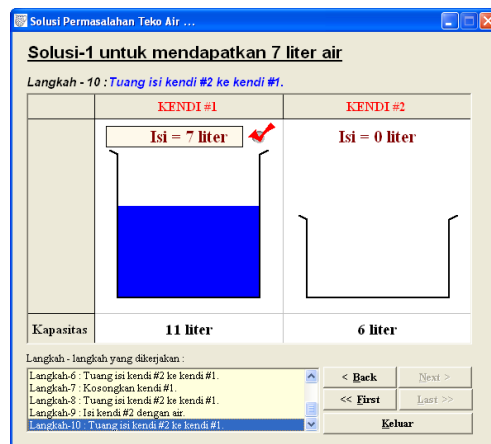 Solusi Permasalahan Teko Air ...
Solusi-1 untuk mendapatkan 7 liter air
Langkah - 10 : Tuang isi kendi #2 ke kendi #1.
KENDI #1 KENDI #2
Isi = 7 liter Isi = 0 liter
Kapasitas 11 liter 6 liter
Langkah - langkah yang dikerjakan :
Langkah-6 : Tuang isi kendi #2 ke kendi #1.
Langkah-7 : Kosongkan kendi #1.
Langkah-8 : Tuang isi kendi #2 ke kendi #1.
Langkah-9 : Isi kendi #2 dengan air.
Langkah-10 : Tuang isi kendi #2 ke kendi #1.
< Back Next >
<< First Last >>
Keluar